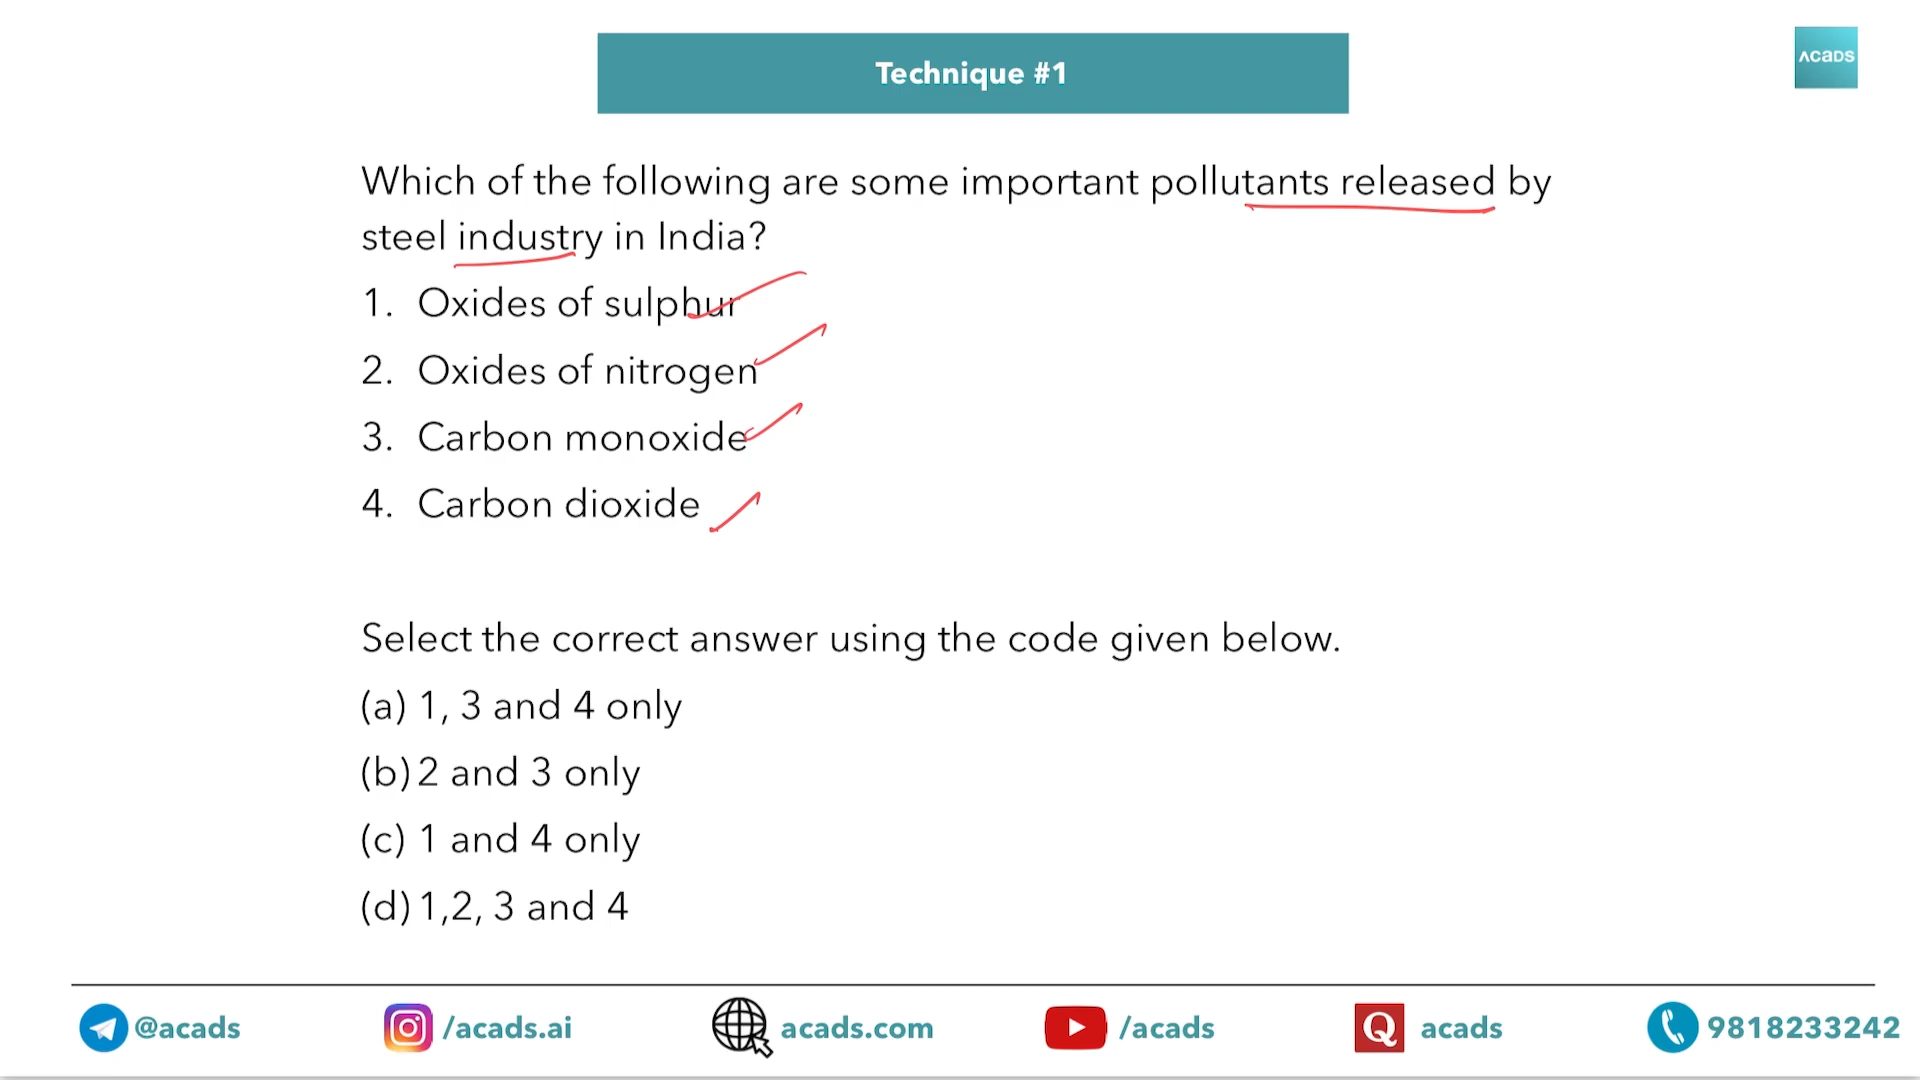 Technique #1
ACADS
Which of the following are some important pollutants released by
steel industry in India?
1. Oxides of sulphur
2. Oxides of nitrogen
3. Carbon monoxide
4. Carbon dioxide
Select the correct answer using the code given below.
(a) 1, 3 and 4 only
(b) 2 and 3 only
(c) 1 and 4 only
(d) 1,2, 3 and 4
@acads /acads.ai acads.com /acads Q acads 9818233242